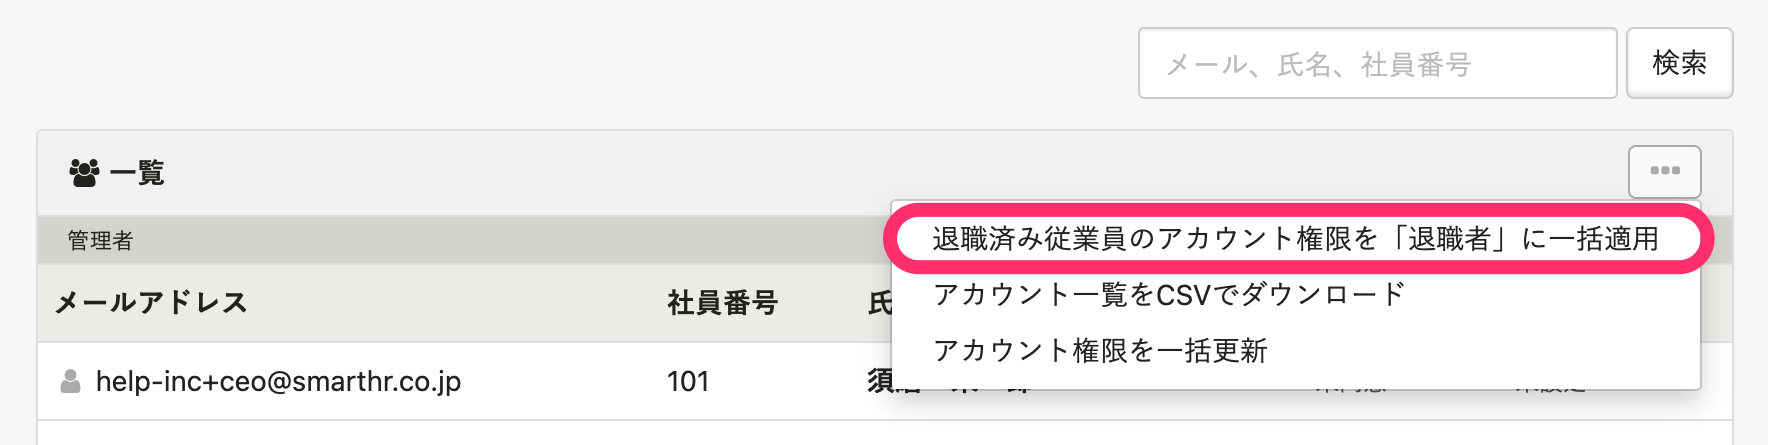 メール、氏名、社員番号
検索
一覧
管理者
退職済み従業員のアカウント権限を「退職者」に一括適用
アカウント一覧をCSVでダウンロード
アカウント権限を一括更新
メールアドレス 社員番号
help-inc+ceo@smarthr.co.jp 101